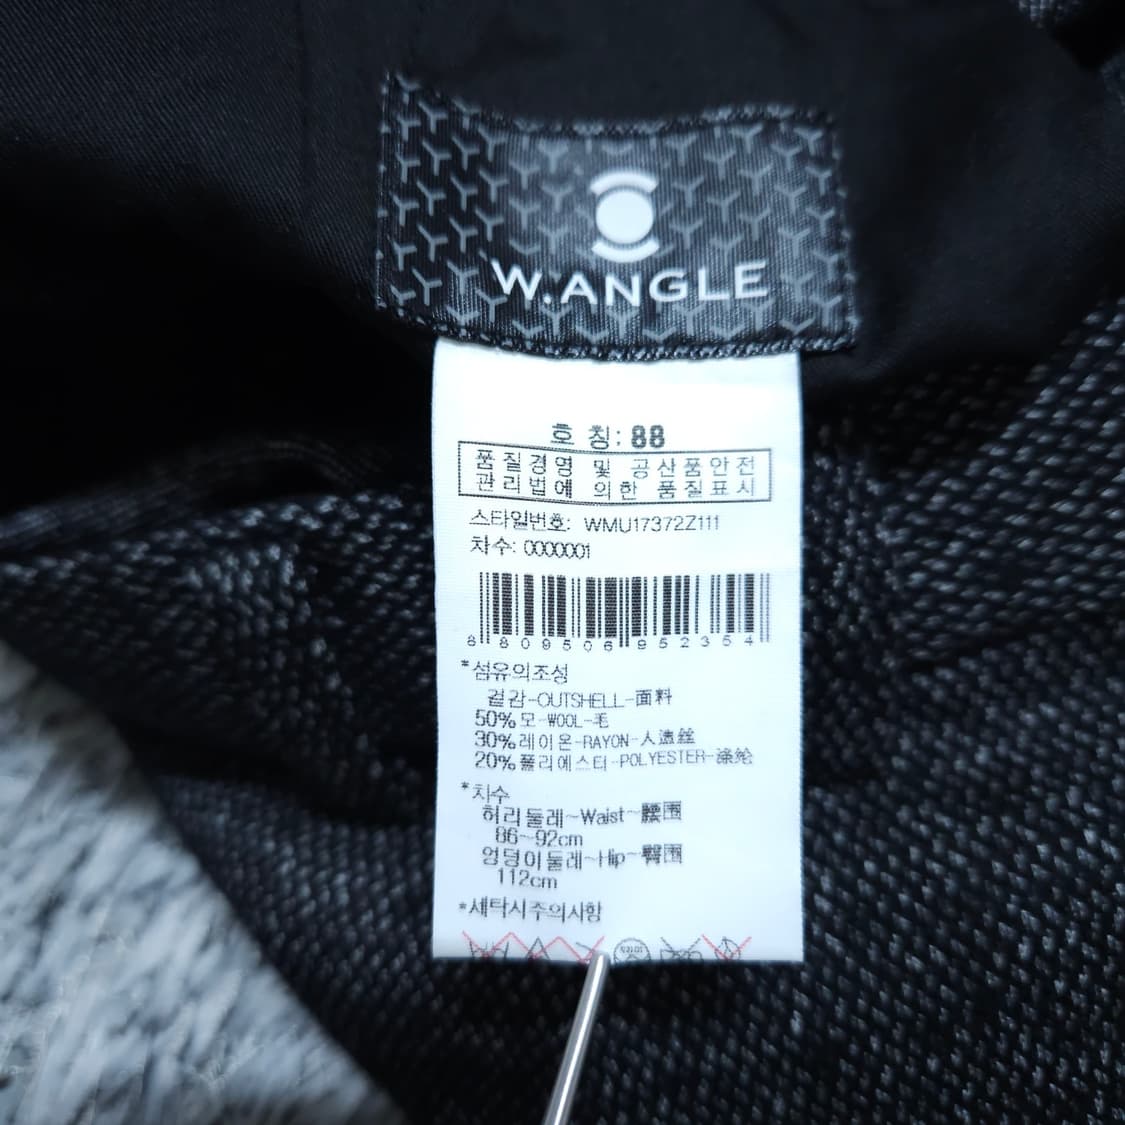 W.ANGLE
호 칭: 88
품질경영 및 공산품안전
관리법에 의한 품질표시
스타일번호: WMU17372Z111
차수: 0000001
8 809506 952354
*섬유의조성
겉감-OUTSHELL-面料
50%모-WOOL-毛
30%레이온-RAYON-人造丝
20%폴리에스터-POLYESTER-涤纶
*치수
허리둘레~Waist~腰围
86~92cm
엉덩이둘레~Hip~臀围
112cm
*세탁시주의사항